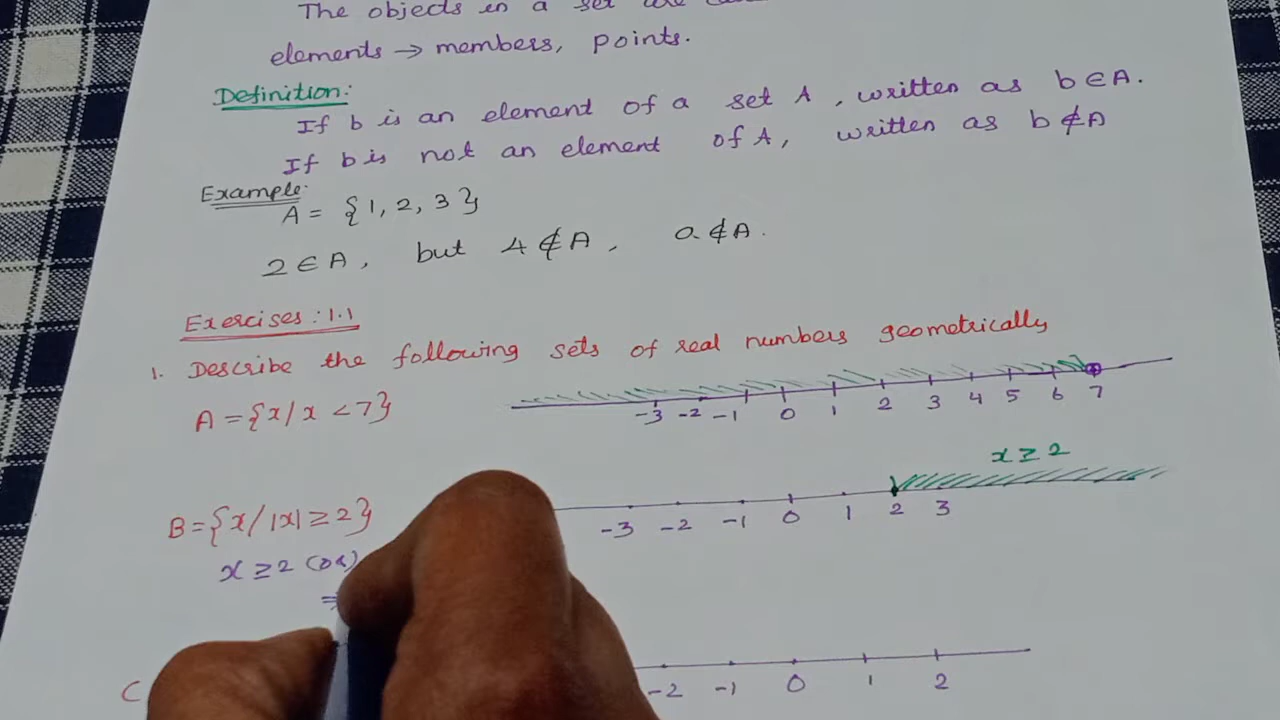 The objects in a set
elements → members, points.
Definition:
If b is an element of a set A, written as b ∈ A.
If b is not an element of A, written as b ∉ A
Example:
A = {1, 2, 3}
2 ∈ A, but 4 ∉ A, 0 ∉ A.
Exercises: 1.1
1. Describe the following sets of real numbers geometrically
A = {x/x < 7}
-3 -2 -1 0 1 2 3 4 5 6 7
x ≥ 2
B = {x/|x| ≥ 2}
-3 -2 -1 0 1 2 3
x ≥ 2 (or)
⇒
C
-2 -1 0 1 2